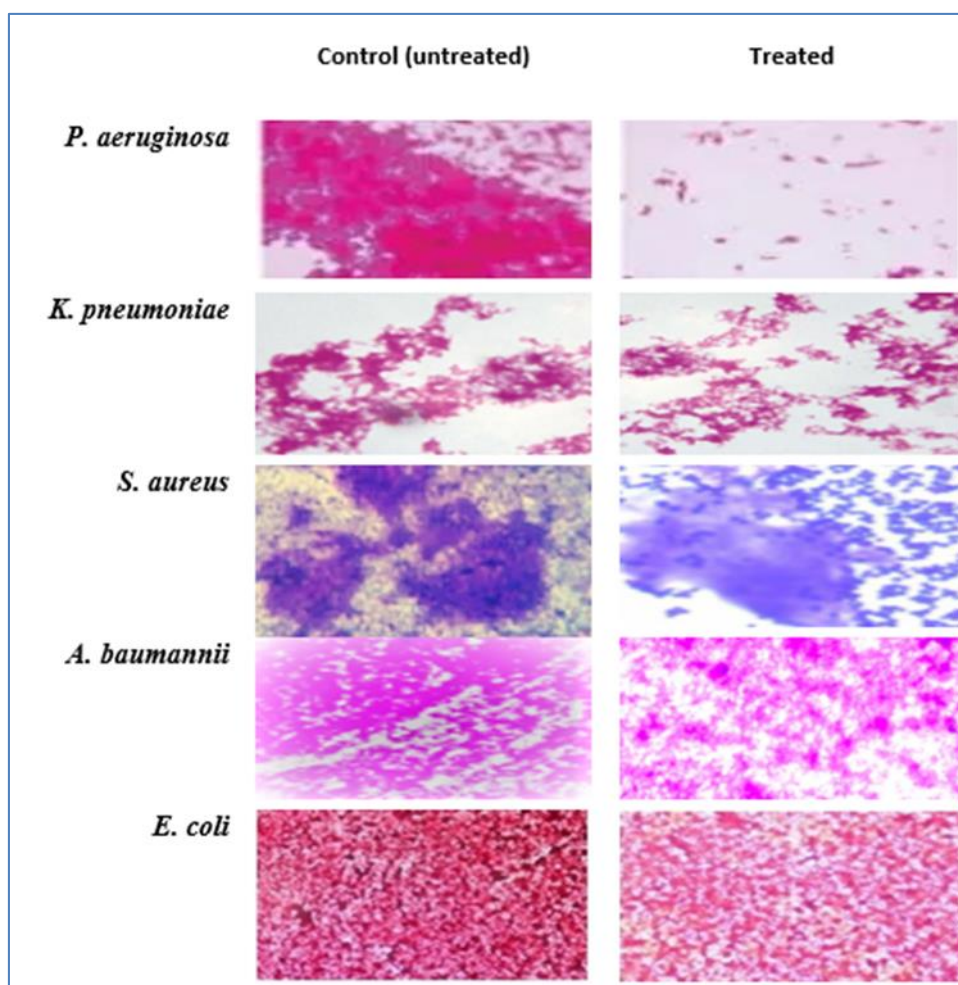 Control (untreated) Treated
P. aeruginosa
K. pneumoniae
S. aureus
A. baumannii
E. coli